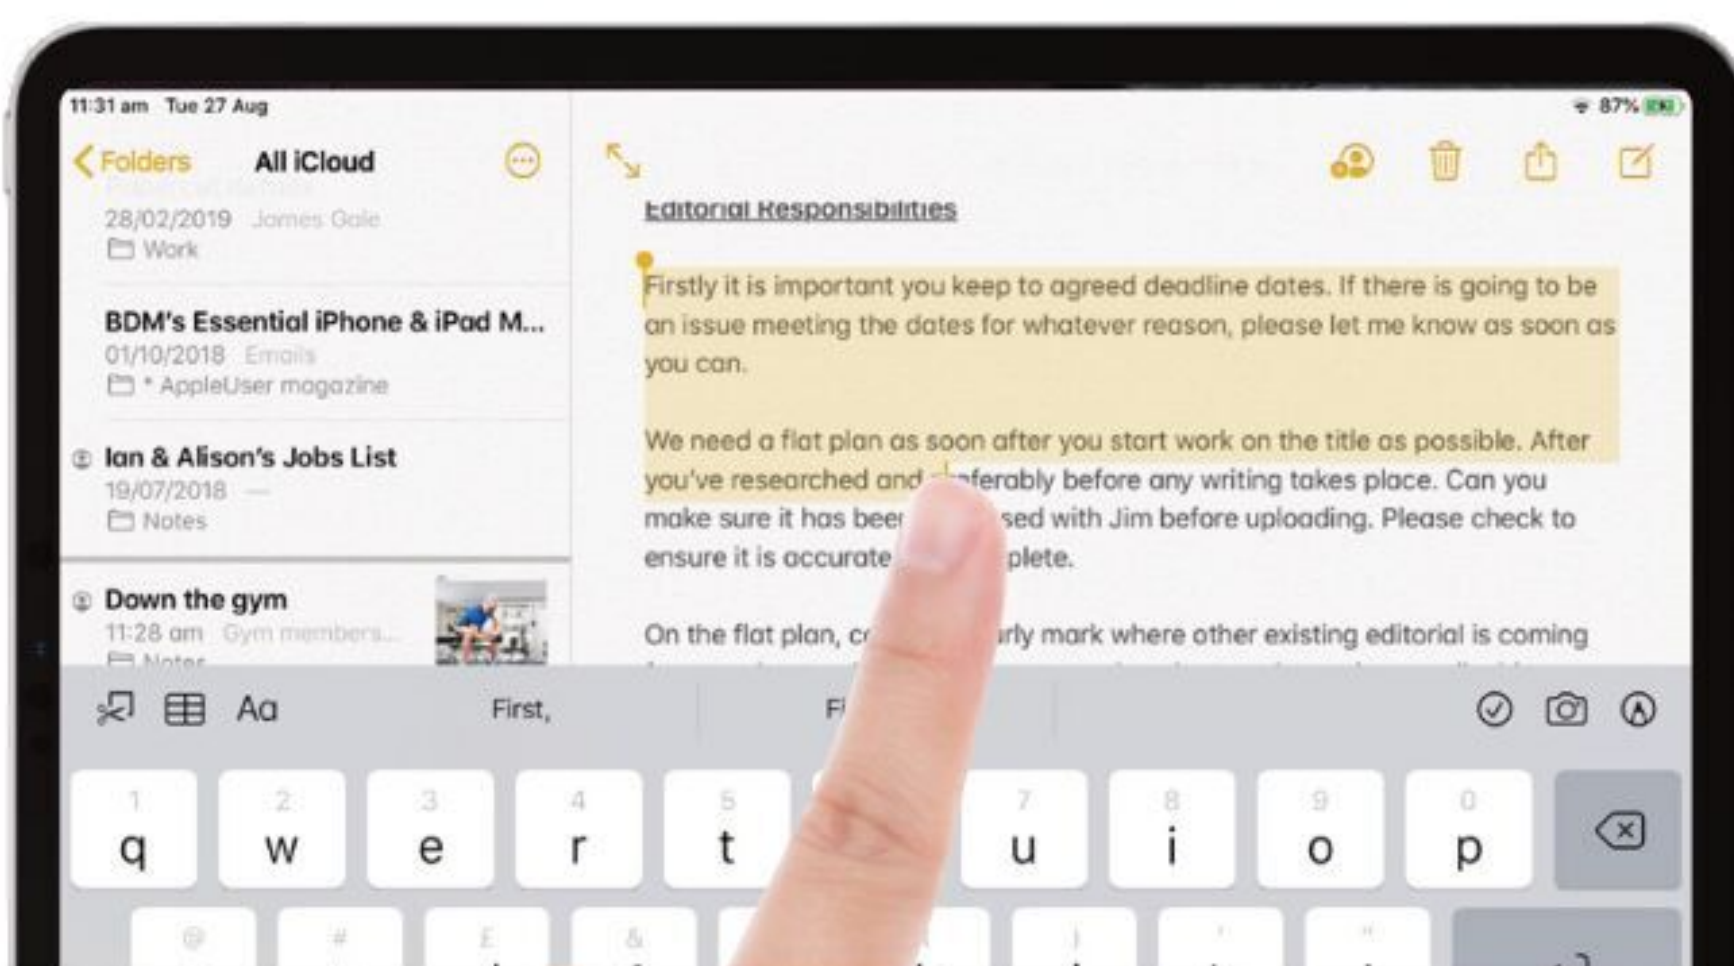 11:31 am Tue 27 Aug
87%
Folders
All iCloud
28/02/2019 James Gale
Work
BDM's Essential iPhone & iPad M...
01/10/2018 Emails
* AppleUser magazine
Ian & Alison's Jobs List
19/07/2018 —
Notes
Down the gym
11:28 am Gym members...
Notes
Editorial Responsibilities
Firstly it is important you keep to agreed deadline dates. If there is going to be
an issue meeting the dates for whatever reason, please let me know as soon as
you can.
We need a flat plan as soon after you start work on the title as possible. After
you've researched and preferably before any writing takes place. Can you
make sure it has been sed with Jim before uploading. Please check to
ensure it is accurate plete.
On the flat plan, rly mark where other existing editorial is coming
Aa
First,
1 2 3 4 5 7 8 9 0
q w e r t u i o p
@ # £ & ) ' "